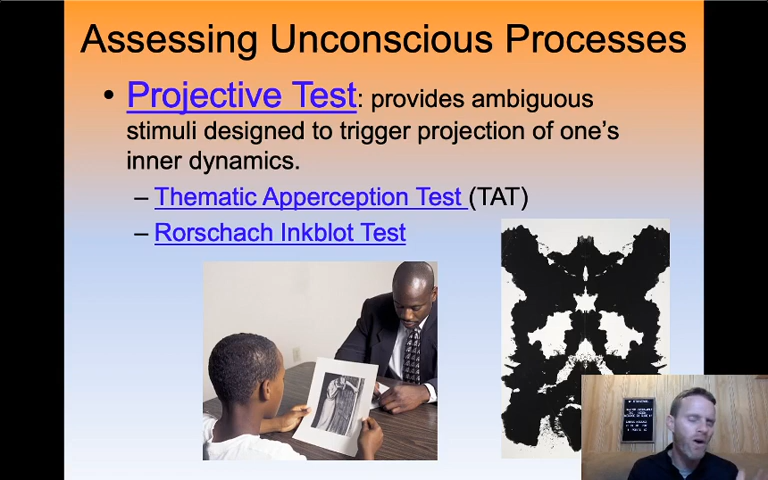 Assessing Unconscious Processes
• Projective Test: provides ambiguous
stimuli designed to trigger projection of one's
inner dynamics.
– Thematic Apperception Test (TAT)
– Rorschach Inkblot Test